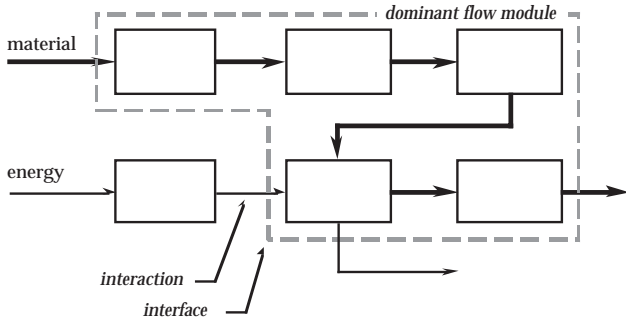 dominant flow module
material
energy
interaction
interface